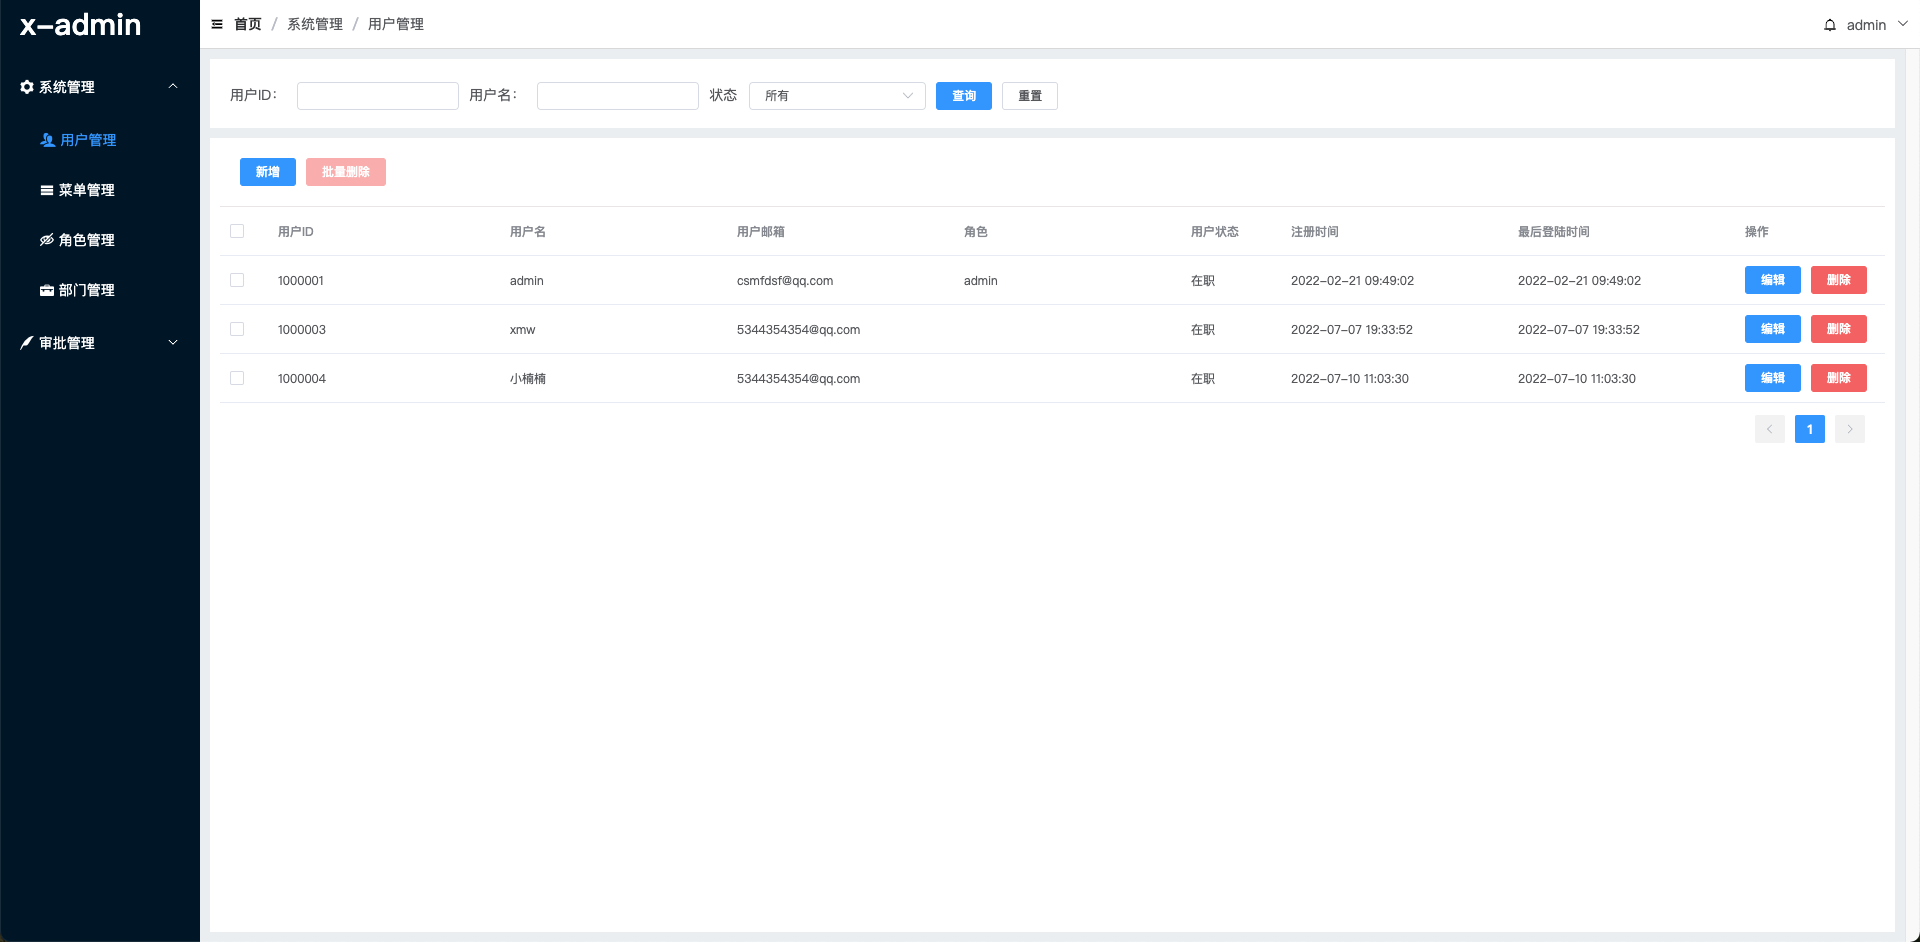 x-admin
首页 / 系统管理 / 用户管理
admin
系统管理
用户管理
菜单管理
角色管理
部门管理
审批管理
用户ID： 用户名： 状态 所有 查询 重置
新增 批量删除
用户ID 用户名 用户邮箱 角色 用户状态 注册时间 最后登陆时间 操作
1000001 admin csmfdsf@qq.com admin 在职 2022-02-21 09:49:02 2022-02-21 09:49:02 编辑 删除
1000003 xmw 5344354354@qq.com 在职 2022-07-07 19:33:52 2022-07-07 19:33:52 编辑 删除
1000004 小楠楠 5344354354@qq.com 在职 2022-07-10 11:03:30 2022-07-10 11:03:30 编辑 删除
1